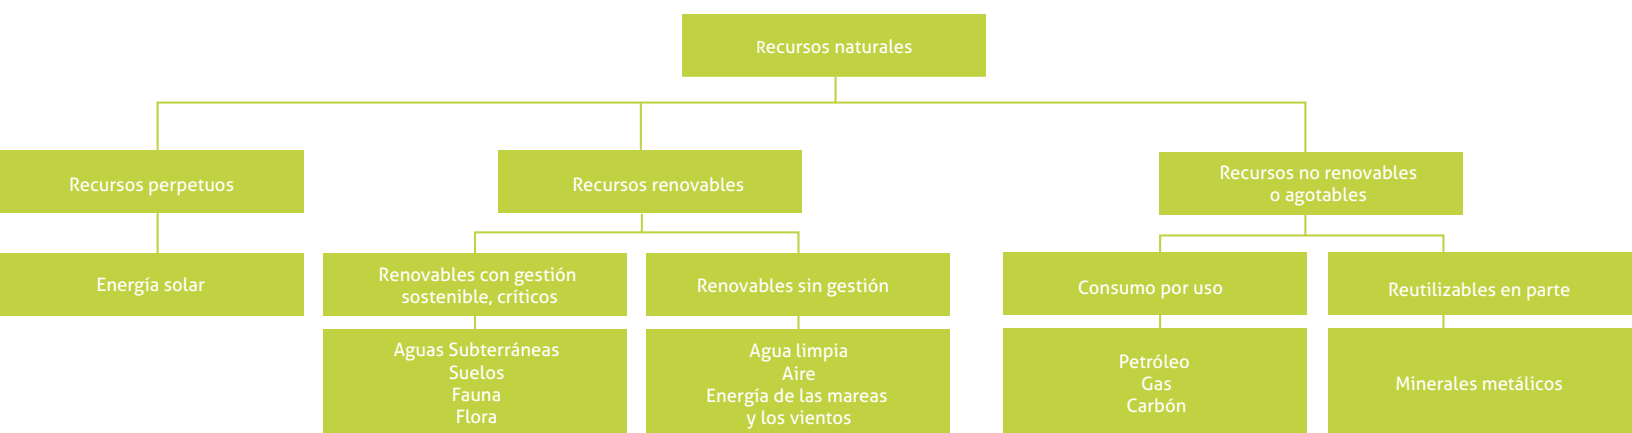 Recursos naturales
Recursos perpetuos
Recursos renovables
Recursos no renovables
o agotables
Energía solar
Renovables con gestión
sostenible, críticos
Renovables sin gestión
Consumo por uso
Reutilizables en parte
Aguas Subterráneas
Suelos
Fauna
Flora
Agua limpia
Aire
Energía de las mareas
y los vientos
Petróleo
Gas
Carbón
Minerales metálicos